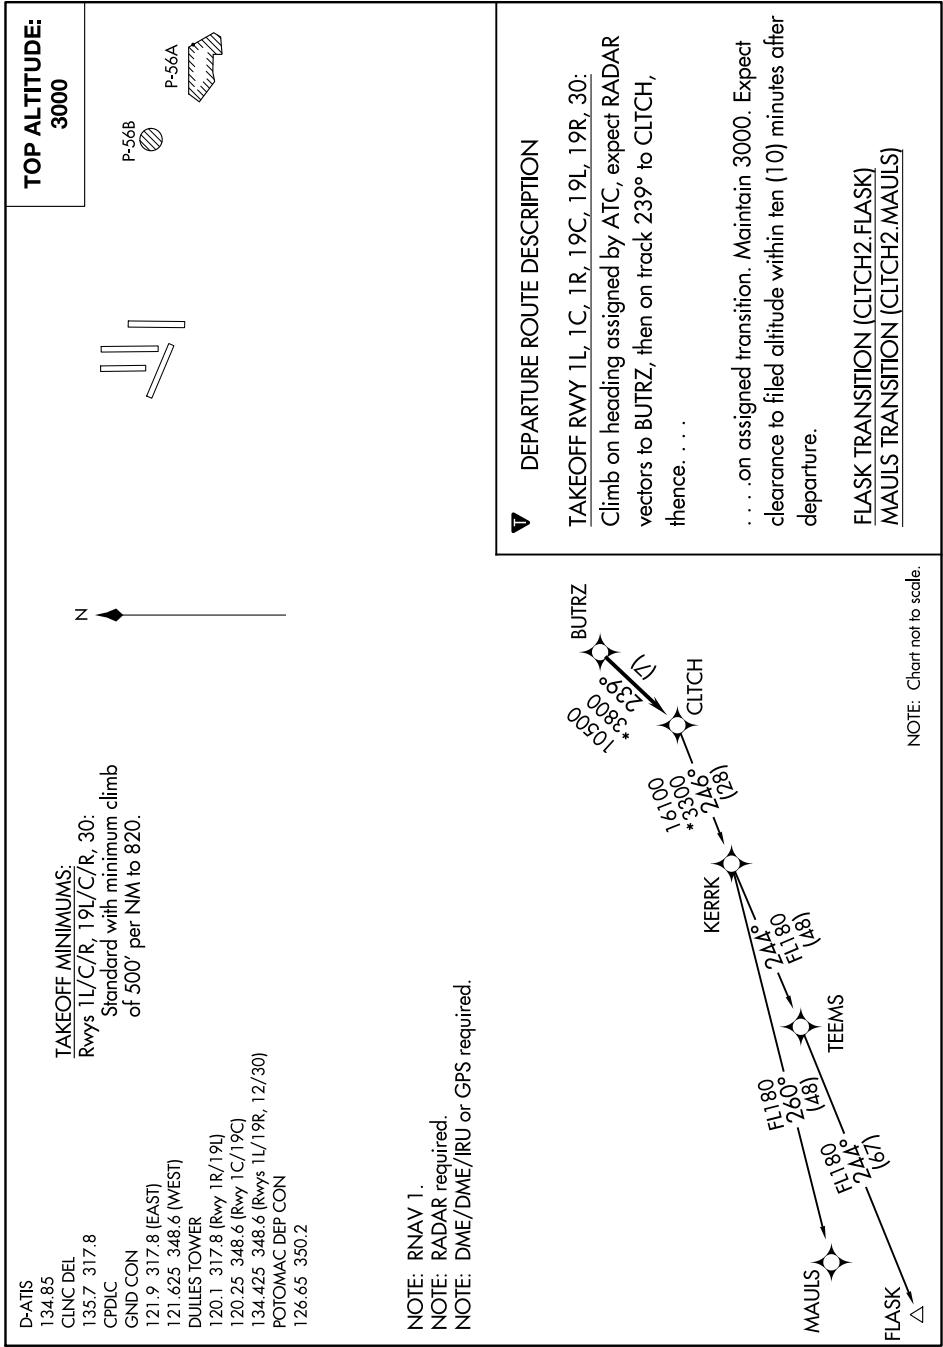 D-ATIS
134.85
CLNC DEL
135.7 317.8
CPDLC
GND CON
121.9 317.8 (EAST)
121.625 348.6 (WEST)
DULLES TOWER
120.1 317.8 (Rwy 1R/19L)
120.25 348.6 (Rwy 1C/19C)
134.425 348.6 (Rwys 1L/19R, 12/30)
POTOMAC DEP CON
126.65 350.2
TAKEOFF MINIMUMS:
Rwys 1L/C/R, 19L/C/R, 30:
Standard with minimum climb
of 500' per NM to 820.
N
TOP ALTITUDE:
3000
P-56B
P-56A
NOTE: RNAV 1.
NOTE: RADAR required.
NOTE: DME/DME/IRU or GPS required.
BUTRZ
10500
*3800
239°
(7)
CLTCH
16100
*3300
246°
(28)
KERRK
244°
FL180
(48)
TEEMS
FL180
260°
(48)
FL180
244°
(67)
MAULS
FLASK
NOTE: Chart not to scale.
T
DEPARTURE ROUTE DESCRIPTION
TAKEOFF RWY 1L, 1C, 1R, 19C, 19L, 19R, 30:
Climb on heading assigned by ATC, expect RADAR
vectors to BUTRZ, then on track 239° to CLTCH,
thence. . . .
. . . .on assigned transition. Maintain 3000. Expect
clearance to filed altitude within ten (10) minutes after
departure.
FLASK TRANSITION (CLTCH2.FLASK)
MAULS TRANSITION (CLTCH2.MAULS)